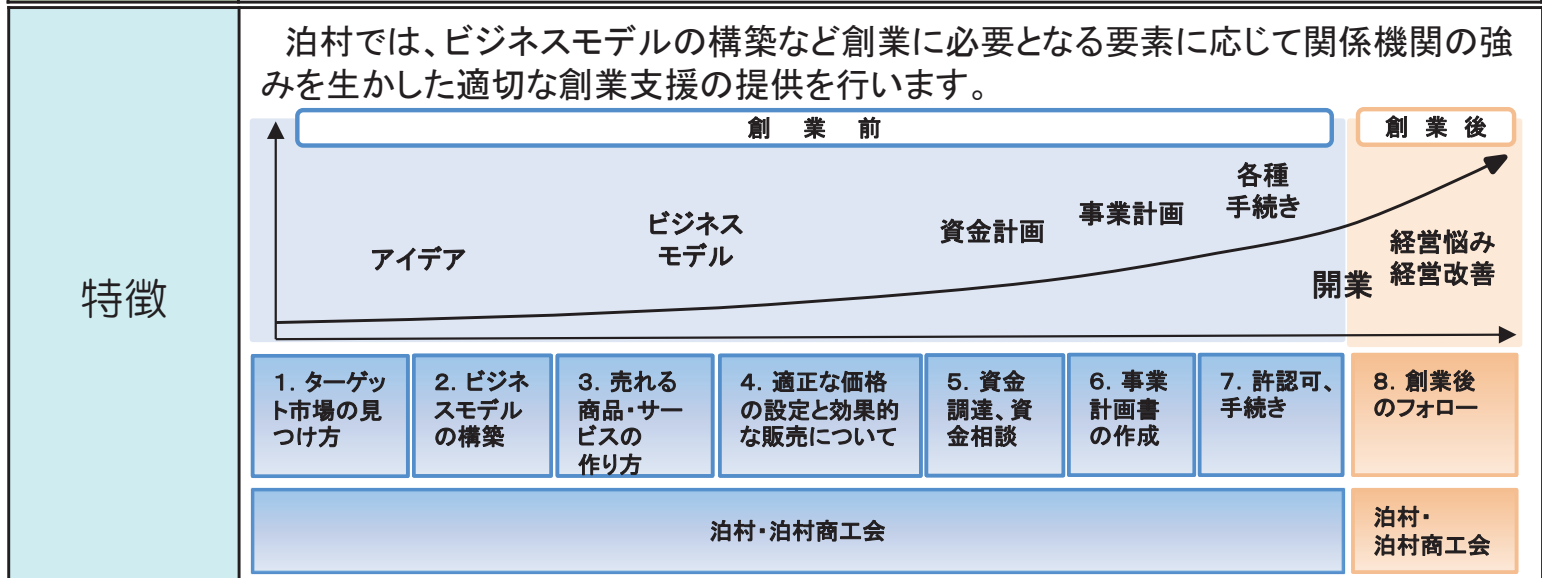 特徴
泊村では、ビジネスモデルの構築など創業に必要となる要素に応じて関係機関の強
みを生かした適切な創業支援の提供を行います。
創業前
創業後
アイデア
ビジネス
モデル
資金計画
事業計画
各種
手続き
開業
経営悩み
経営改善
1．ターゲッ
ト市場の見
つけ方
2．ビジネ
スモデル
の構築
3．売れる
商品・サー
ビスの
作り方
4．適正な価格
の設定と効果的
な販売について
5．資金
調達、資
金相談
6．事業
計画書
の作成
7．許認可、
手続き
8．創業後
のフォロー
泊村・泊村商工会
泊村・
泊村商工会